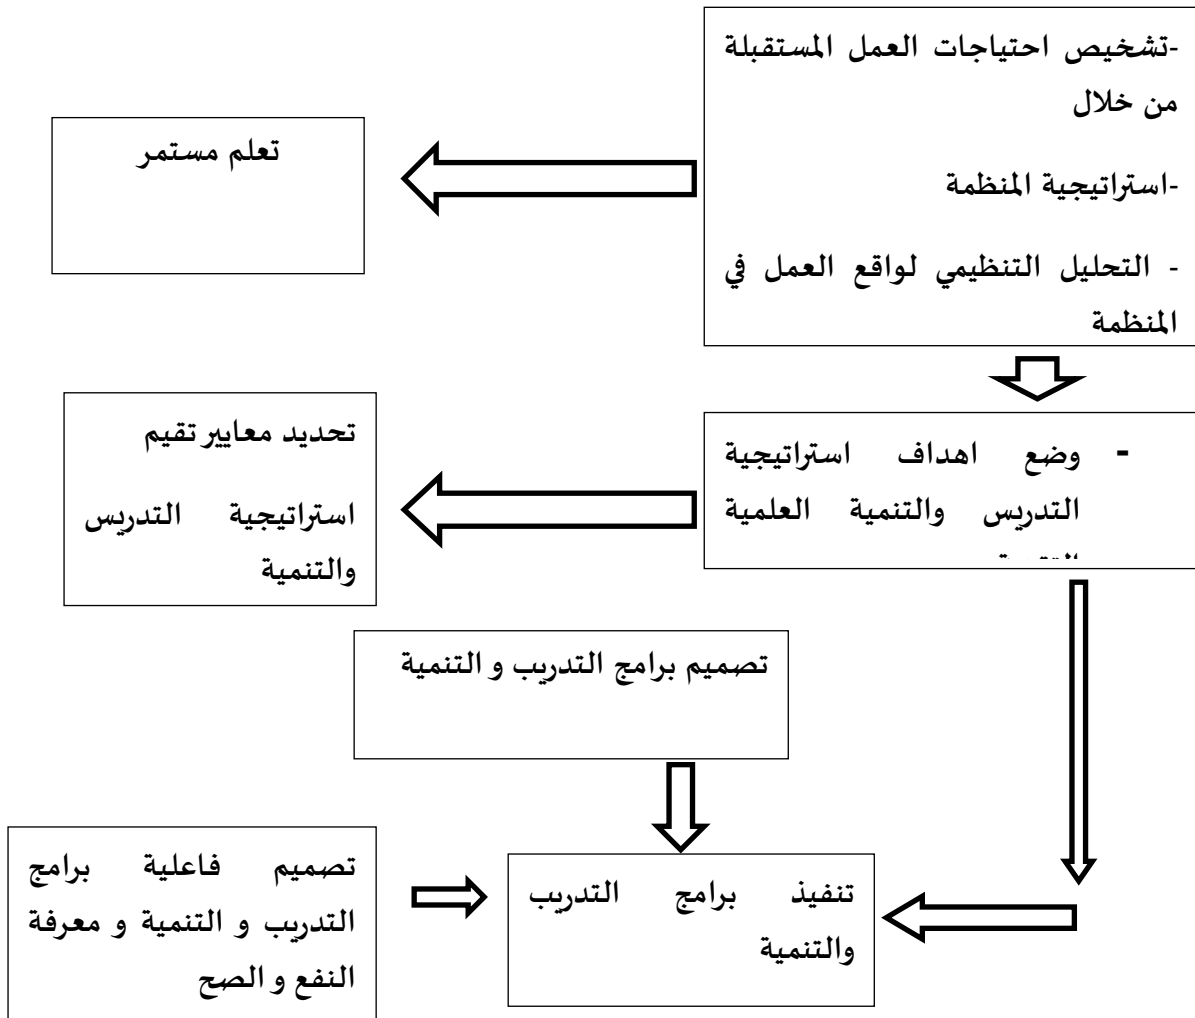 -تشخيص احتياجات العمل المستقبلة
من خلال
-استراتيجية المنظمة
- التحليل التنظيمي لواقع العمل في
المنظمة
تعلم مستمر
- وضع اهداف استراتيجية
التدريس والتنمية العلمية
تحديد معايير تقيم
استراتيجية التدريس
والتنمية
تصميم برامج التدريب و التنمية
تنفيذ برامج التدريب
والتنمية
تصميم فاعلية برامج
التدريب و التنمية و معرفة
النفع و الصح